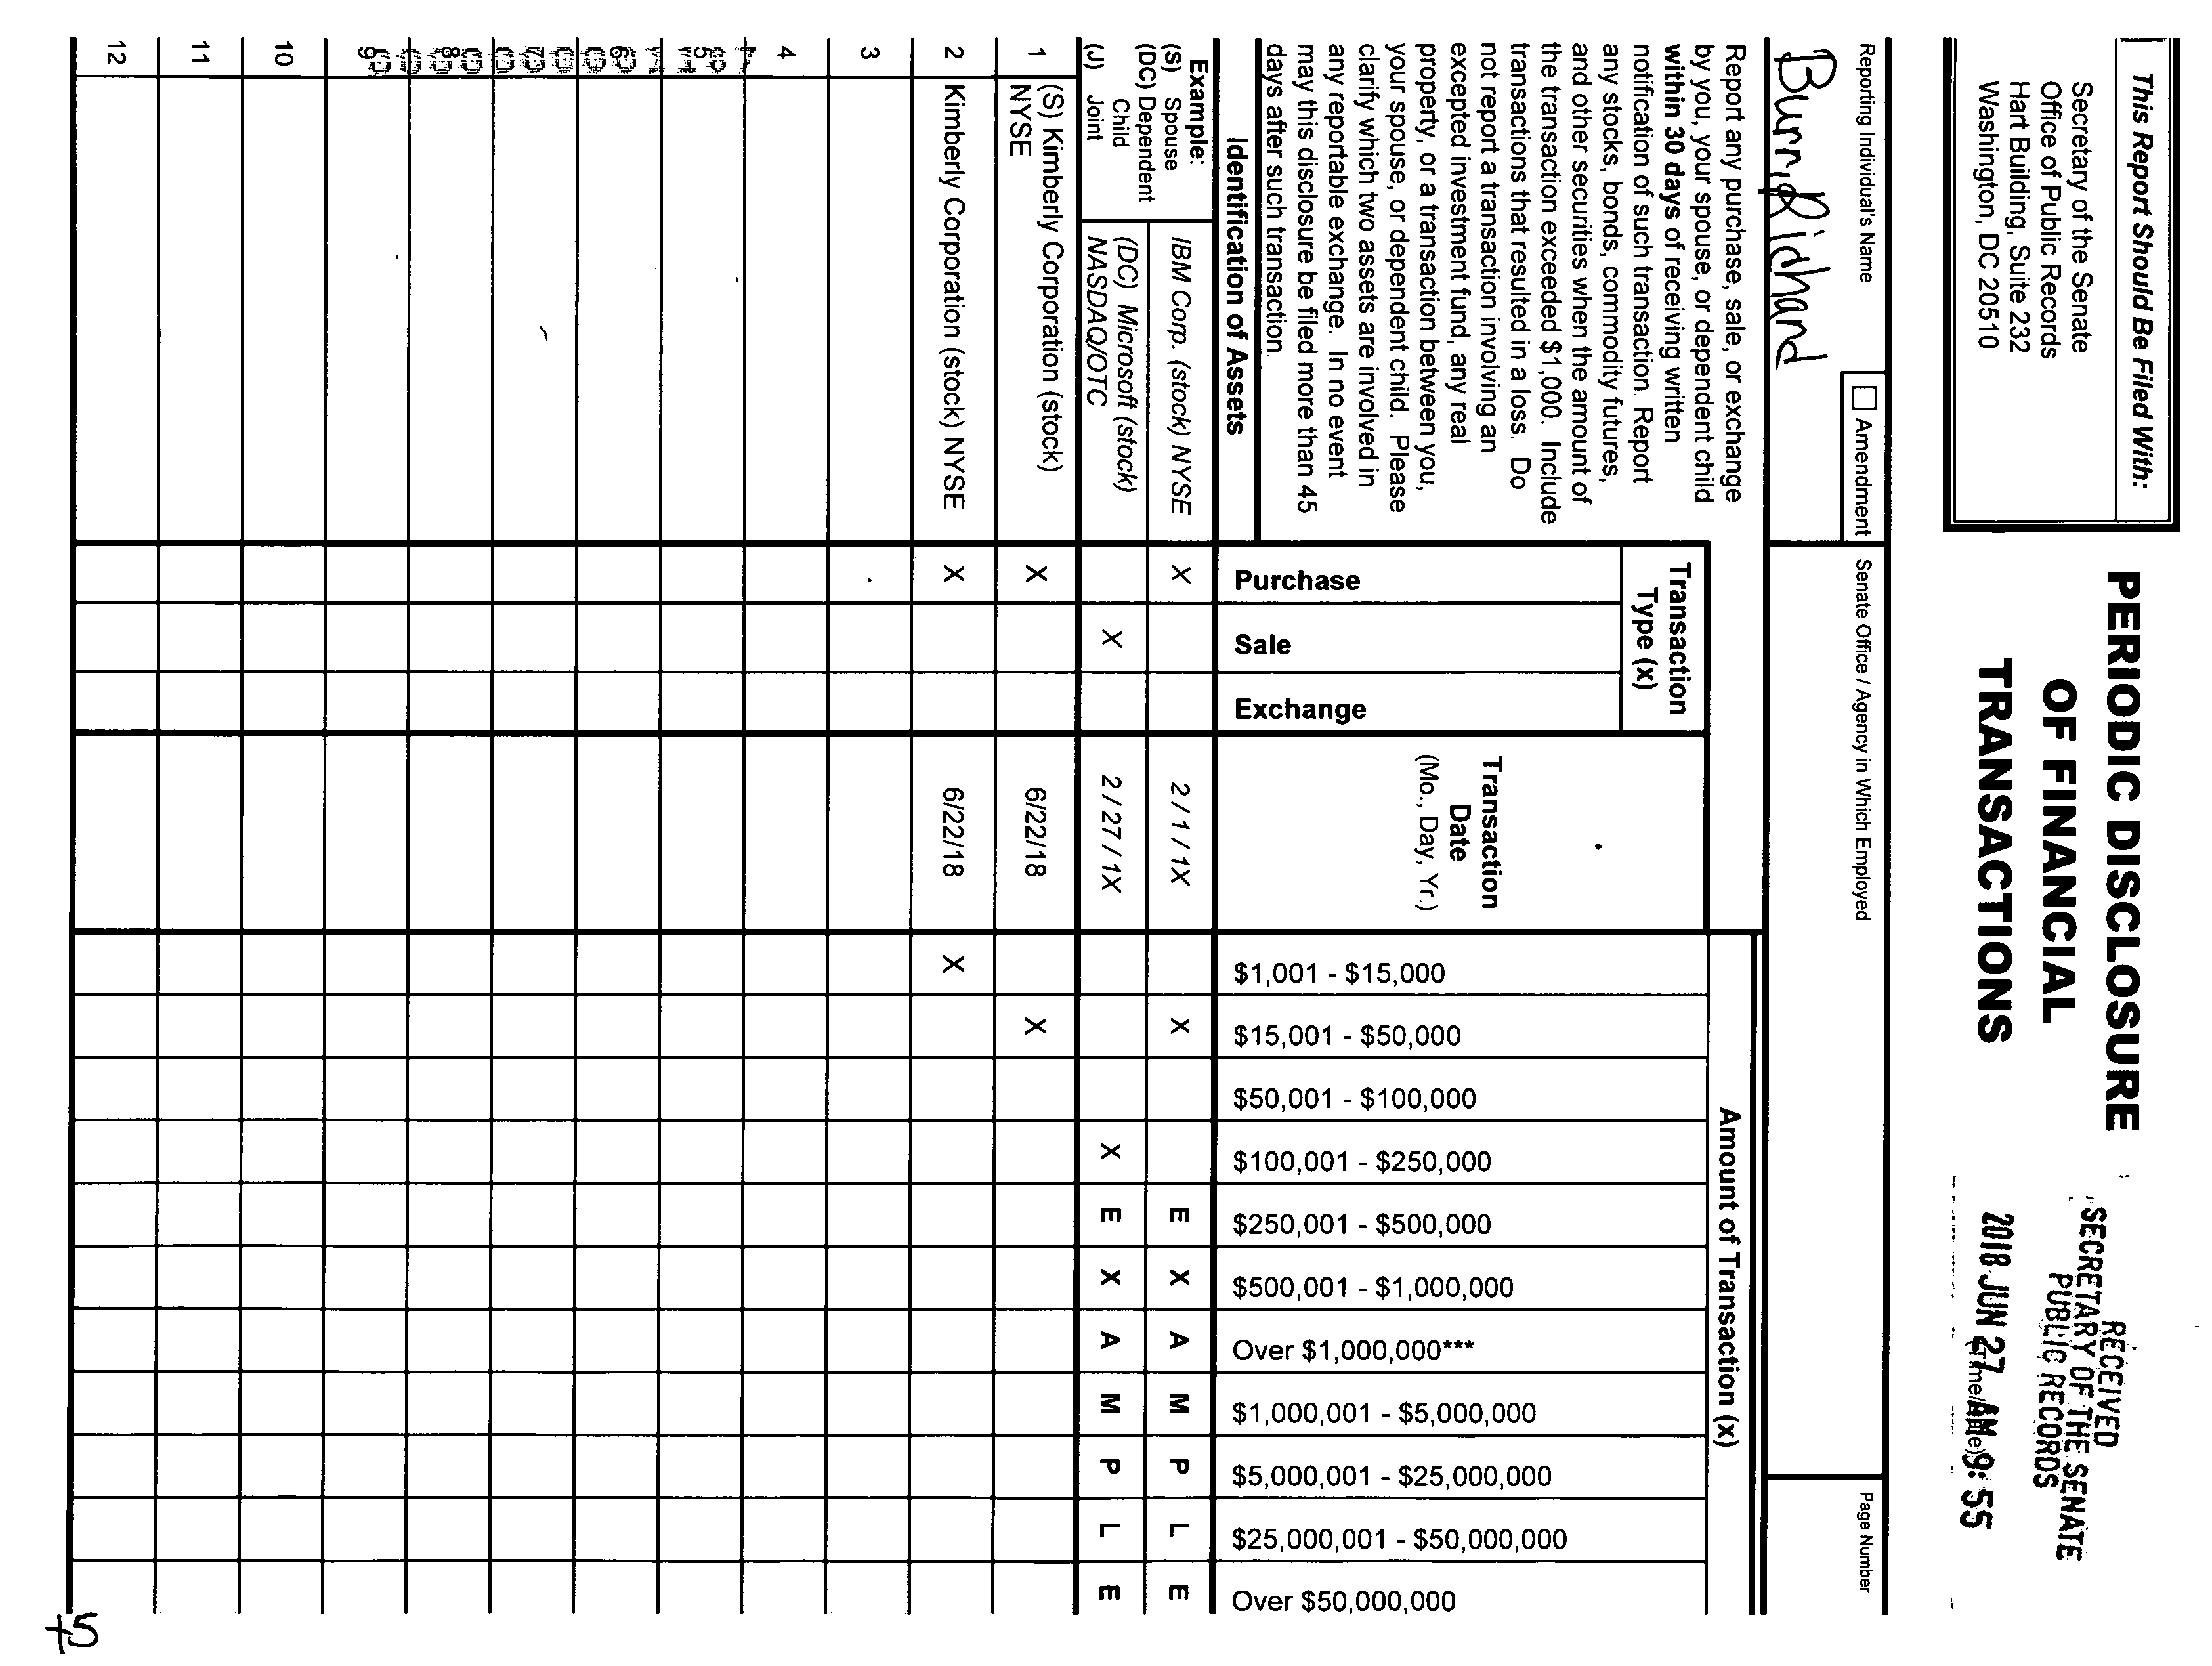 This Report Should Be Filed With:
Secretary of the Senate
Office of Public Records
Hart Building, Suite 232
Washington, DC 20510
PERIODIC DISCLOSURE
OF FINANCIAL
TRANSACTIONS
RECEIVED
SECRETARY OF THE SENATE
PUBLIC RECORDS
2018 JUN 27 AM 9:55
Reporting Individual's Name
Burr, Richard
Amendment
Senate Office / Agency in Which Employed
Page Number
Report any purchase, sale, or exchange
by you, your spouse, or dependent child
within 30 days of receiving written
notification of such transaction. Report
any stocks, bonds, commodity futures,
and other securities when the amount of
the transaction exceeded $1,000. Include
transactions that resulted in a loss. Do
not report a transaction involving an
excepted investment fund, any real
property, or a transaction between you,
your spouse, or dependent child. Please
clarify which two assets are involved in
any reportable exchange. In no event
may this disclosure be filed more than 45
days after such transaction.
Identification of Assets
Transaction
Type (x)
Purchase
Sale
Exchange
Transaction
Date
(Mo., Day, Yr.)
Amount of Transaction (x)
$1,001 - $15,000
$15,001 - $50,000
$50,001 - $100,000
$100,001 - $250,000
$250,001 - $500,000
$500,001 - $1,000,000
Over $1,000,000***
$1,000,001 - $5,000,000
$5,000,001 - $25,000,000
$25,000,001 - $50,000,000
Over $50,000,000
Example:
(S) Spouse
(DC) Dependent
Child
(J) Joint
IBM Corp. (stock) NYSE X 2 / 1 / 1X X E X A M P L E
(DC) Microsoft (stock)
NASDAQ/OTC X 2 / 27 / 1X X E X A M P L E
1 (S) Kimberly Corporation (stock)
NYSE X 6/22/18 X
2 Kimberly Corporation (stock) NYSE X 6/22/18 X
3
4
5
6
7
8
9
10
11
12
+5